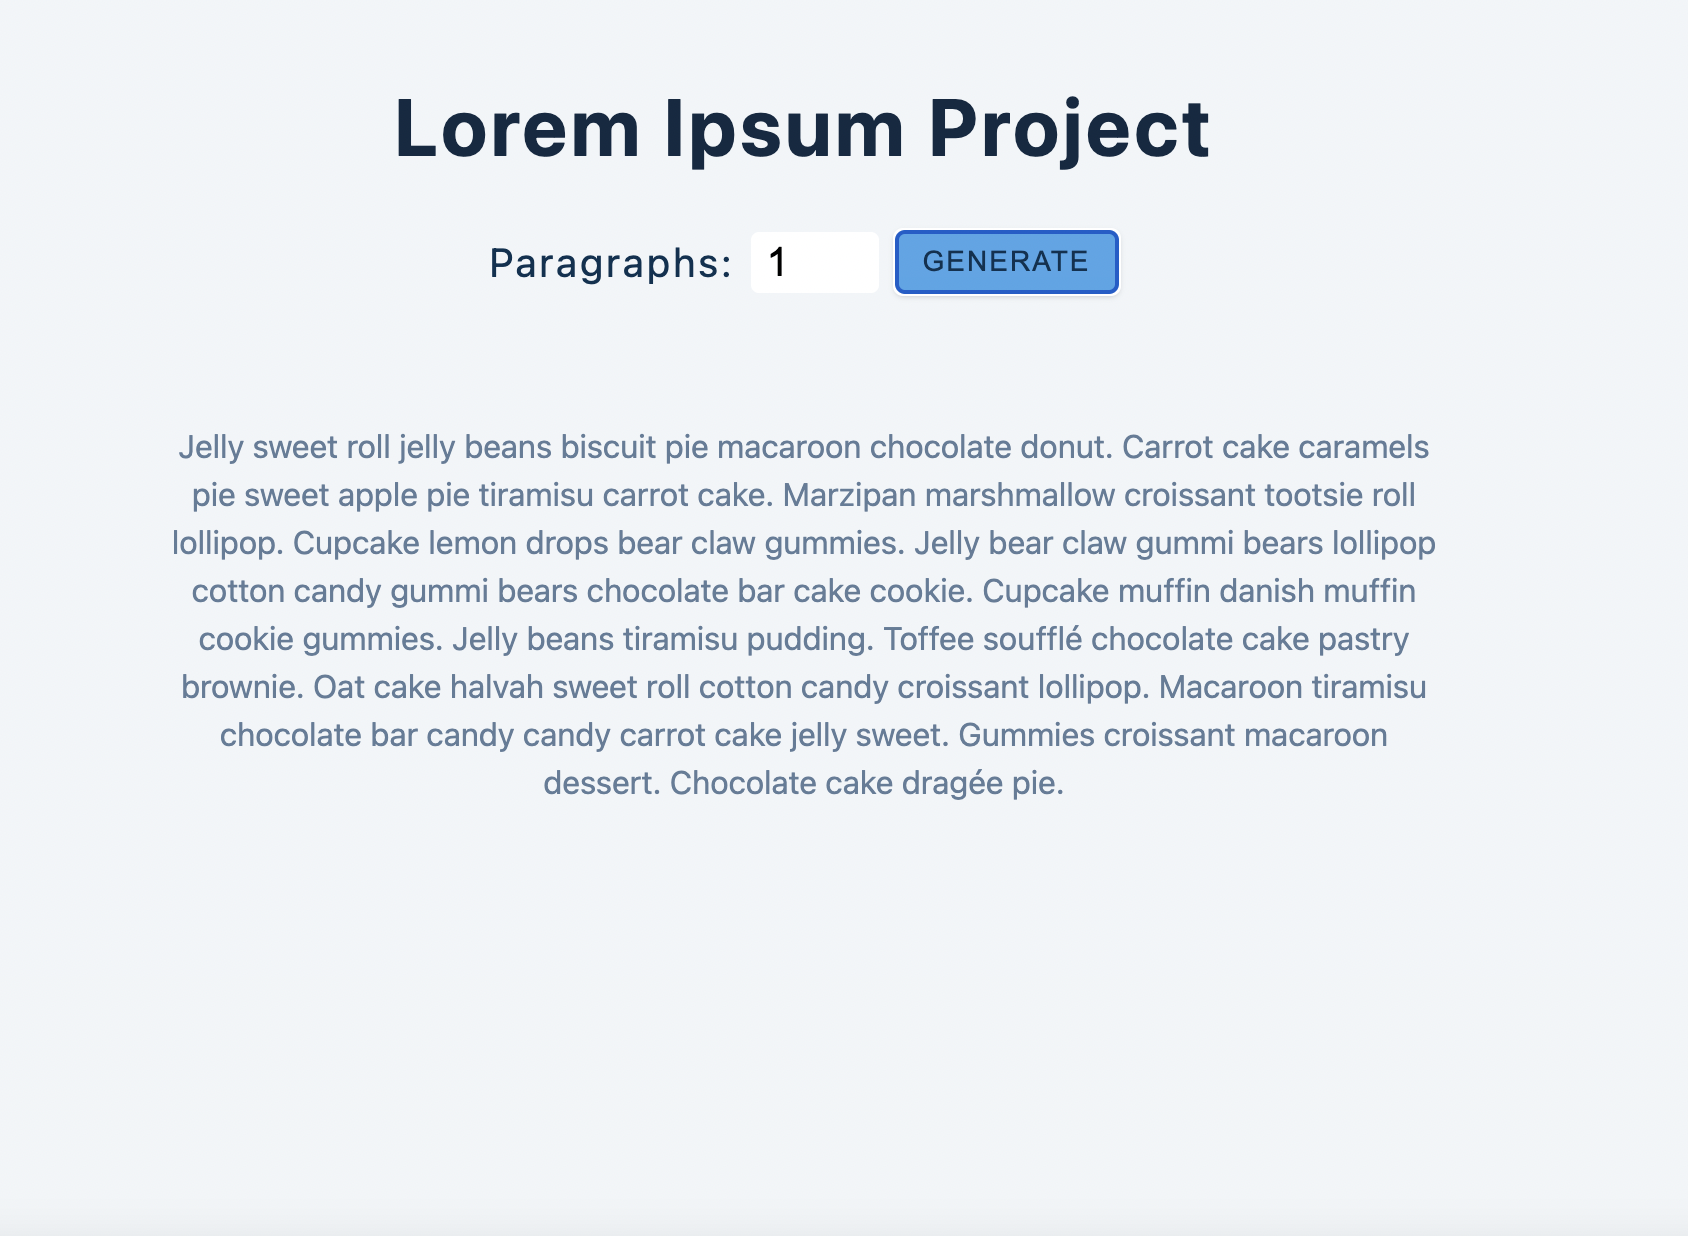 Lorem Ipsum Project
Paragraphs: 1 GENERATE
Jelly sweet roll jelly beans biscuit pie macaroon chocolate donut. Carrot cake caramels
pie sweet apple pie tiramisu carrot cake. Marzipan marshmallow croissant tootsie roll
lollipop. Cupcake lemon drops bear claw gummies. Jelly bear claw gummi bears lollipop
cotton candy gummi bears chocolate bar cake cookie. Cupcake muffin danish muffin
cookie gummies. Jelly beans tiramisu pudding. Toffee soufflé chocolate cake pastry
brownie. Oat cake halvah sweet roll cotton candy croissant lollipop. Macaroon tiramisu
chocolate bar candy candy carrot cake jelly sweet. Gummies croissant macaroon
dessert. Chocolate cake dragée pie.